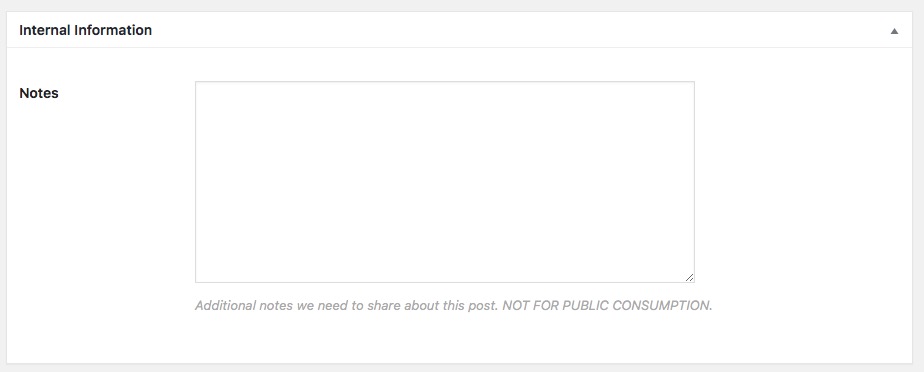 Internal Information
Notes
Additional notes we need to share about this post. NOT FOR PUBLIC CONSUMPTION.